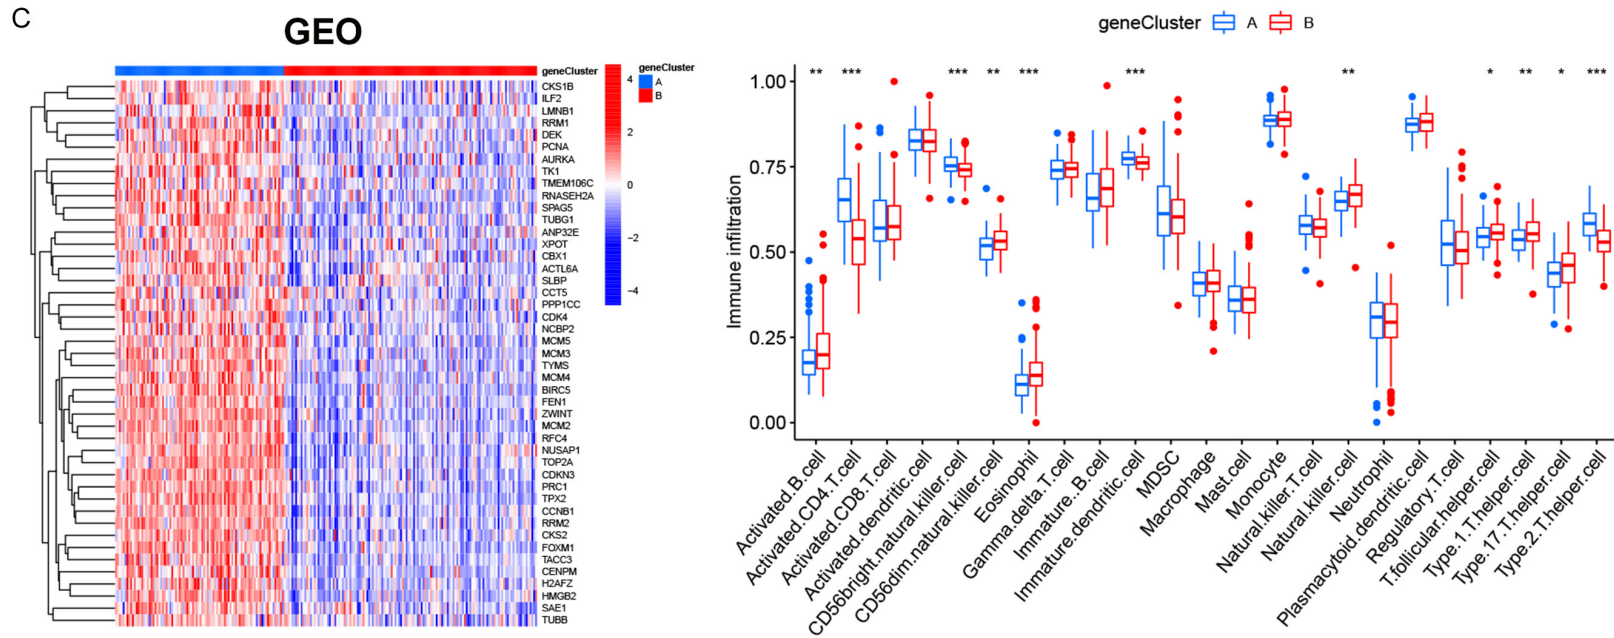 C
GEO
geneCluster
CKS1B
ILF2
LMNB1
RRM1
DEK
PCNA
AURKA
TK1
TMEM106C
RNASEH2A
SPAG5
TUBG1
ANP32E
XPOT
CBX1
ACTL6A
SLBP
CCT5
PPP1CC
CDK4
NCBP2
MCM5
MCM3
TYMS
MCM4
BIRC5
FEN1
ZWINT
MCM2
RFC4
NUSAP1
TOP2A
CDKN3
PRC1
TPX2
CCNB1
RRM2
CKS2
FOXM1
TACC3
CENPM
H2AFZ
HMGB2
SAE1
TUBB
4
2
0
−2
−4
geneCluster
A
B
geneCluster A B
** *** *** ** *** *** ** * ** * ***
Immune infiltration
1.00
0.75
0.50
0.25
0.00
Activated.B.cell
Activated.CD4.T.cell
Activated.CD8.T.cell
Activated.dendritic.cell
CD56bright.natural.killer.cell
CD56dim.natural.killer.cell
Eosinophil
Gamma.delta.T.cell
Immature..B.cell
Immature.dendritic.cell
MDSC
Macrophage
Mast.cell
Monocyte
Natural.killer.T.cell
Natural.killer.cell
Neutrophil
Plasmacytoid.dendritic.cell
Regulatory.T.cell
T.follicular.helper.cell
Type.1.T.helper.cell
Type.17.T.helper.cell
Type.2.T.helper.cell